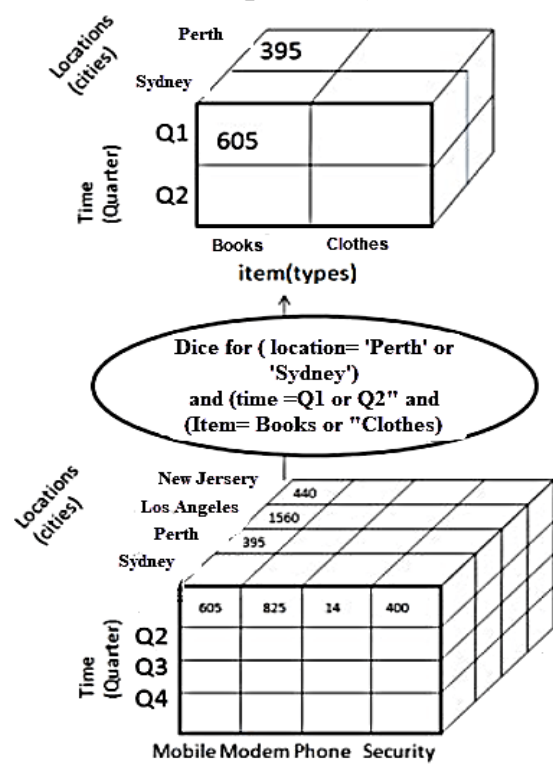 Locations
(cities)
Perth
Sydney
395
Time
(Quarter)
Q1
Q2
605
Books
Clothes
item(types)
Dice for ( location= 'Perth' or
'Sydney')
and (time =Q1 or Q2" and
(Item= Books or "Clothes)
Locations
(cities)
New Jersery
Los Angeles
Perth
Sydney
440
1560
395
605 825 14 400
Time
(Quarter)
Q2
Q3
Q4
Mobile Modem Phone Security